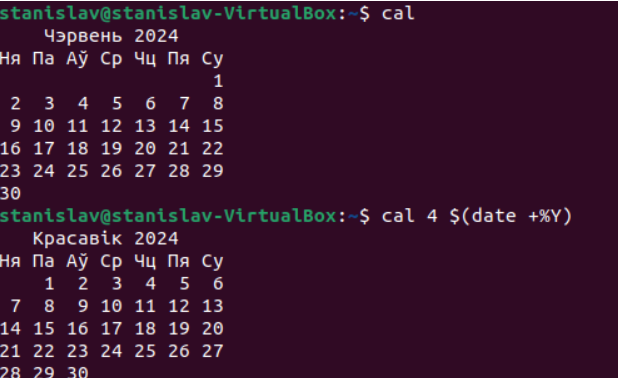 stanislav@stanislav-VirtualBox:~$ cal
Чэрвень 2024
Ня Па Аў Ср Чц Пя Су
1
2 3 4 5 6 7 8
9 10 11 12 13 14 15
16 17 18 19 20 21 22
23 24 25 26 27 28 29
30
stanislav@stanislav-VirtualBox:~$ cal 4 $(date +%Y)
Красавік 2024
Ня Па Аў Ср Чц Пя Су
1 2 3 4 5 6
7 8 9 10 11 12 13
14 15 16 17 18 19 20
21 22 23 24 25 26 27
28 29 30